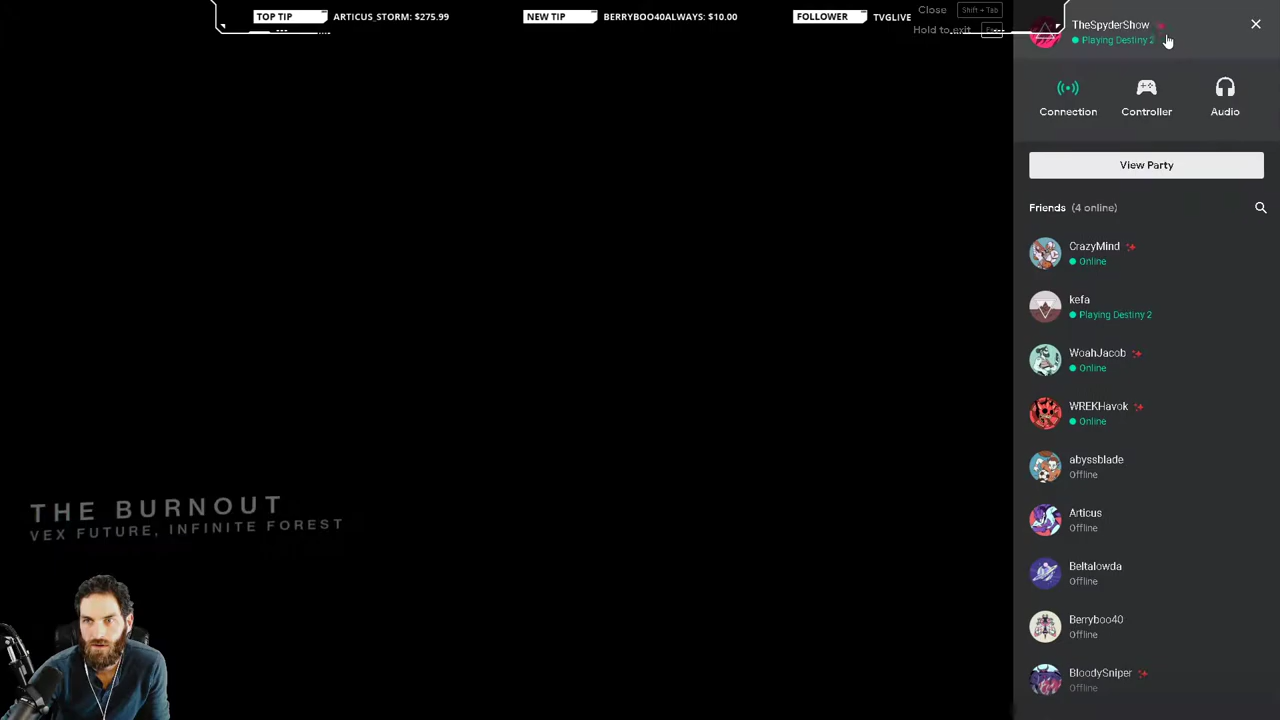 TOP TIP
ARTICUS_STORM: $275.99
NEW TIP
BERRYBOO40ALWAYS: $10.00
FOLLOWER
TVGLIVE
Close
Shift + Tab
Hold to exit
TheSpyderShow
Playing Destiny 2
Connection
Controller
Audio
View Party
Friends (4 online)
CrazyMind
Online
kefa
Playing Destiny 2
WoahJacob
Online
WREKHavok
Online
abyssblade
Offline
Articus
Offline
Beltalowda
Offline
Berryboo40
Offline
BloodySniper
Offline
THE BURNOUT
VEX FUTURE, INFINITE FOREST